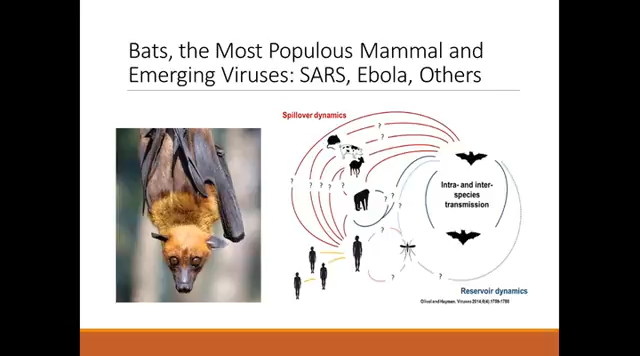 Bats, the Most Populous Mammal and
Emerging Viruses: SARS, Ebola, Others
Spillover dynamics
?
?
?
? ? ? ? ?
? ?
Intra- and inter-
species
transmission
?
?
?
Reservoir dynamics
Olival and Hayman. Viruses 2014;6(4):1759-1788